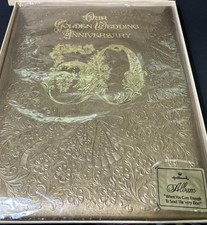 Our
Golden Wedding
Anniversary
50
Hallmark
Album
"When You Care Enough
To Send The Very Best"